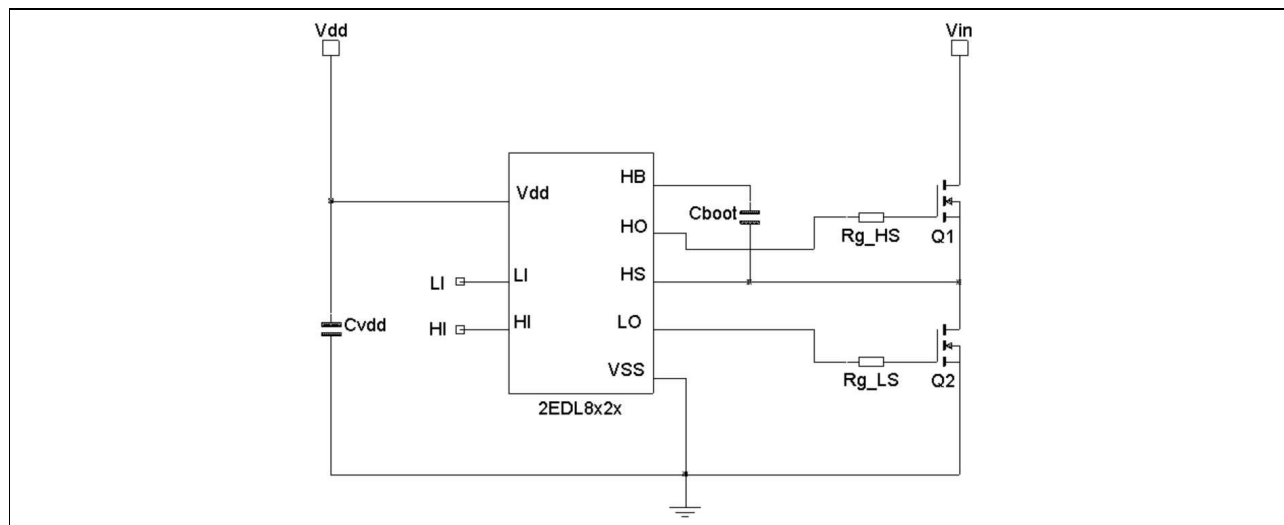 Vdd
Vin
HB
Vdd
Cboot
HO
Rg_HS
Q1
LI
LI
HS
Cvdd
HI
HI
LO
VSS
Rg_LS
Q2
2EDL8x2x